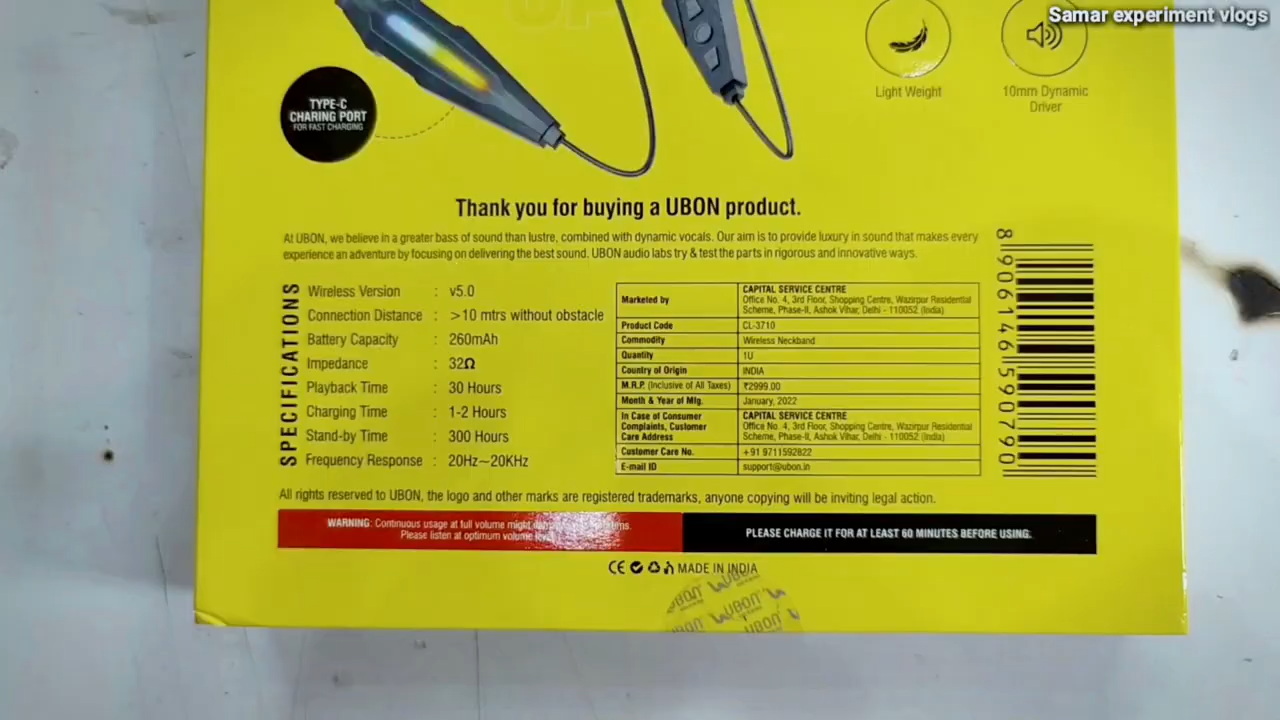 Samar experiment vlogs
UP
TYPE-C
CHARING PORT
FOR FAST CHARGING
Light Weight
10mm Dynamic
Driver
Thank you for buying a UBON product.
At UBON, we believe in a greater bass of sound than lustre, combined with dynamic vocals. Our aim is to provide luxury in sound that makes every
experience an adventure by focusing on delivering the best sound. UBON audio labs try & test the parts in rigorous and innovative ways.
SPECIFICATIONS
Wireless Version : v5.0
Connection Distance : >10 mtrs without obstacle
Battery Capacity : 260mAh
Impedance : 32Ω
Playback Time : 30 Hours
Charging Time : 1-2 Hours
Stand-by Time : 300 Hours
Frequency Response : 20Hz~20KHz
Marketed by CAPITAL SERVICE CENTRE
Office No. 4, 3rd Floor, Shopping Centre, Wazirpur Residential
Scheme, Phase-II, Ashok Vihar, Delhi - 110052 (India)
Product Code CL-3710
Commodity Wireless Neckband
Quantity 1U
Country of Origin INDIA
M.R.P. (Inclusive of All Taxes) ₹2999.00
Month & Year of Mfg. January, 2022
In Case of Consumer CAPITAL SERVICE CENTRE
Complaints, Customer Office No. 4, 3rd Floor, Shopping Centre, Wazirpur Residential
Care Address Scheme, Phase-II, Ashok Vihar, Delhi - 110052 (India)
Customer Care No. +91 9711592822
E-mail ID support@ubon.in
8906146590790
All rights reserved to UBON, the logo and other marks are registered trademarks, anyone copying will be inviting legal action.
WARNING: Continuous usage at full volume might
Please listen at optimum volume
PLEASE CHARGE IT FOR AT LEAST 60 MINUTES BEFORE USING.
CE MADE IN INDIA
UBON UBON
UBON UBON
UBON UBON